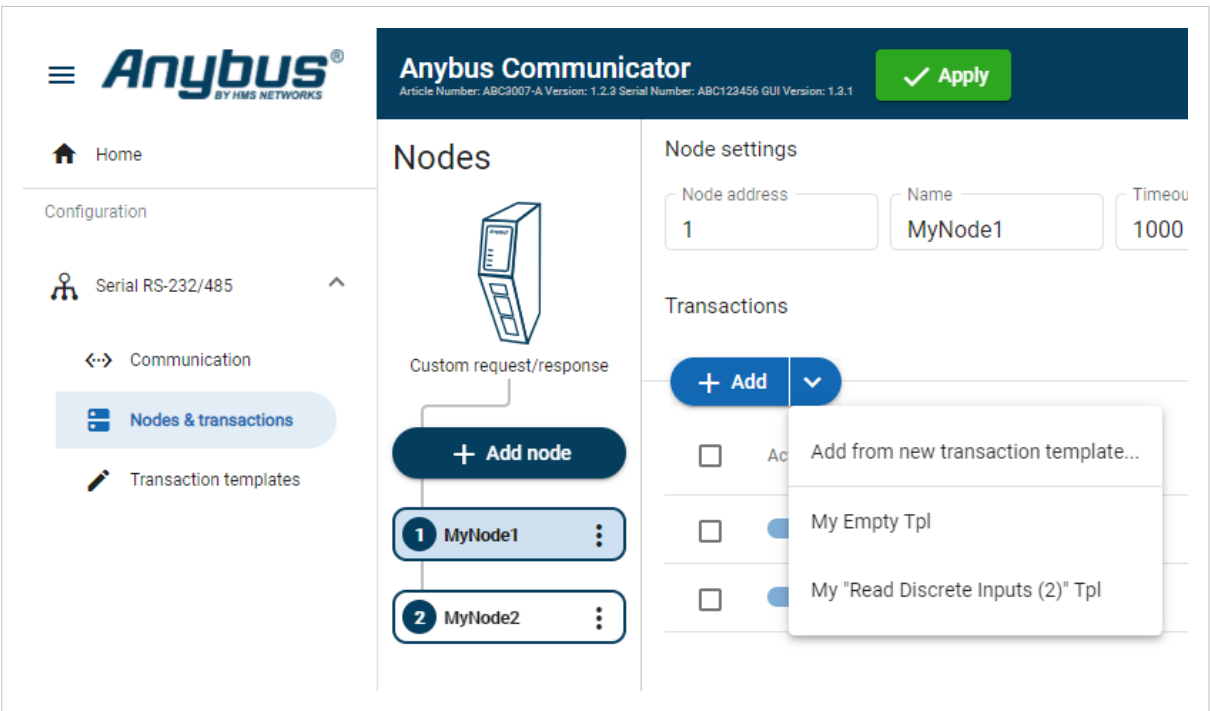 Anybus®
BY HMS NETWORKS
Anybus Communicator
Article Number: ABC3007-A Version: 1.2.3 Serial Number: ABC123456 GUI Version: 1.3.1
Apply
Home
Configuration
Serial RS-232/485
Communication
Nodes & transactions
Transaction templates
Nodes
Anybus
Custom request/response
Add node
1 MyNode1
2 MyNode2
Node settings
Node address
1
Name
MyNode1
Timeou
1000
Transactions
Add
Ac
Add from new transaction template...
My Empty Tpl
My "Read Discrete Inputs (2)" Tpl